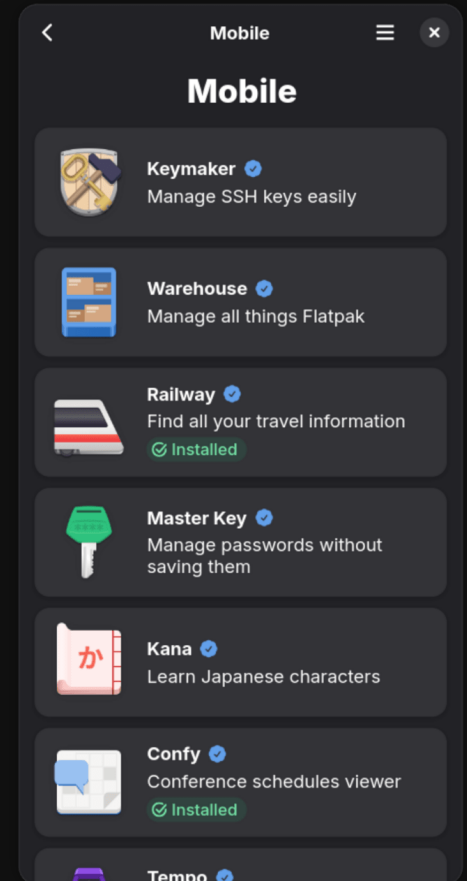 Mobile
Mobile
Keymaker
Manage SSH keys easily
Warehouse
Manage all things Flatpak
Railway
Find all your travel information
Installed
Master Key
Manage passwords without
saving them
か
Kana
Learn Japanese characters
Confy
Conference schedules viewer
Installed
Tempo